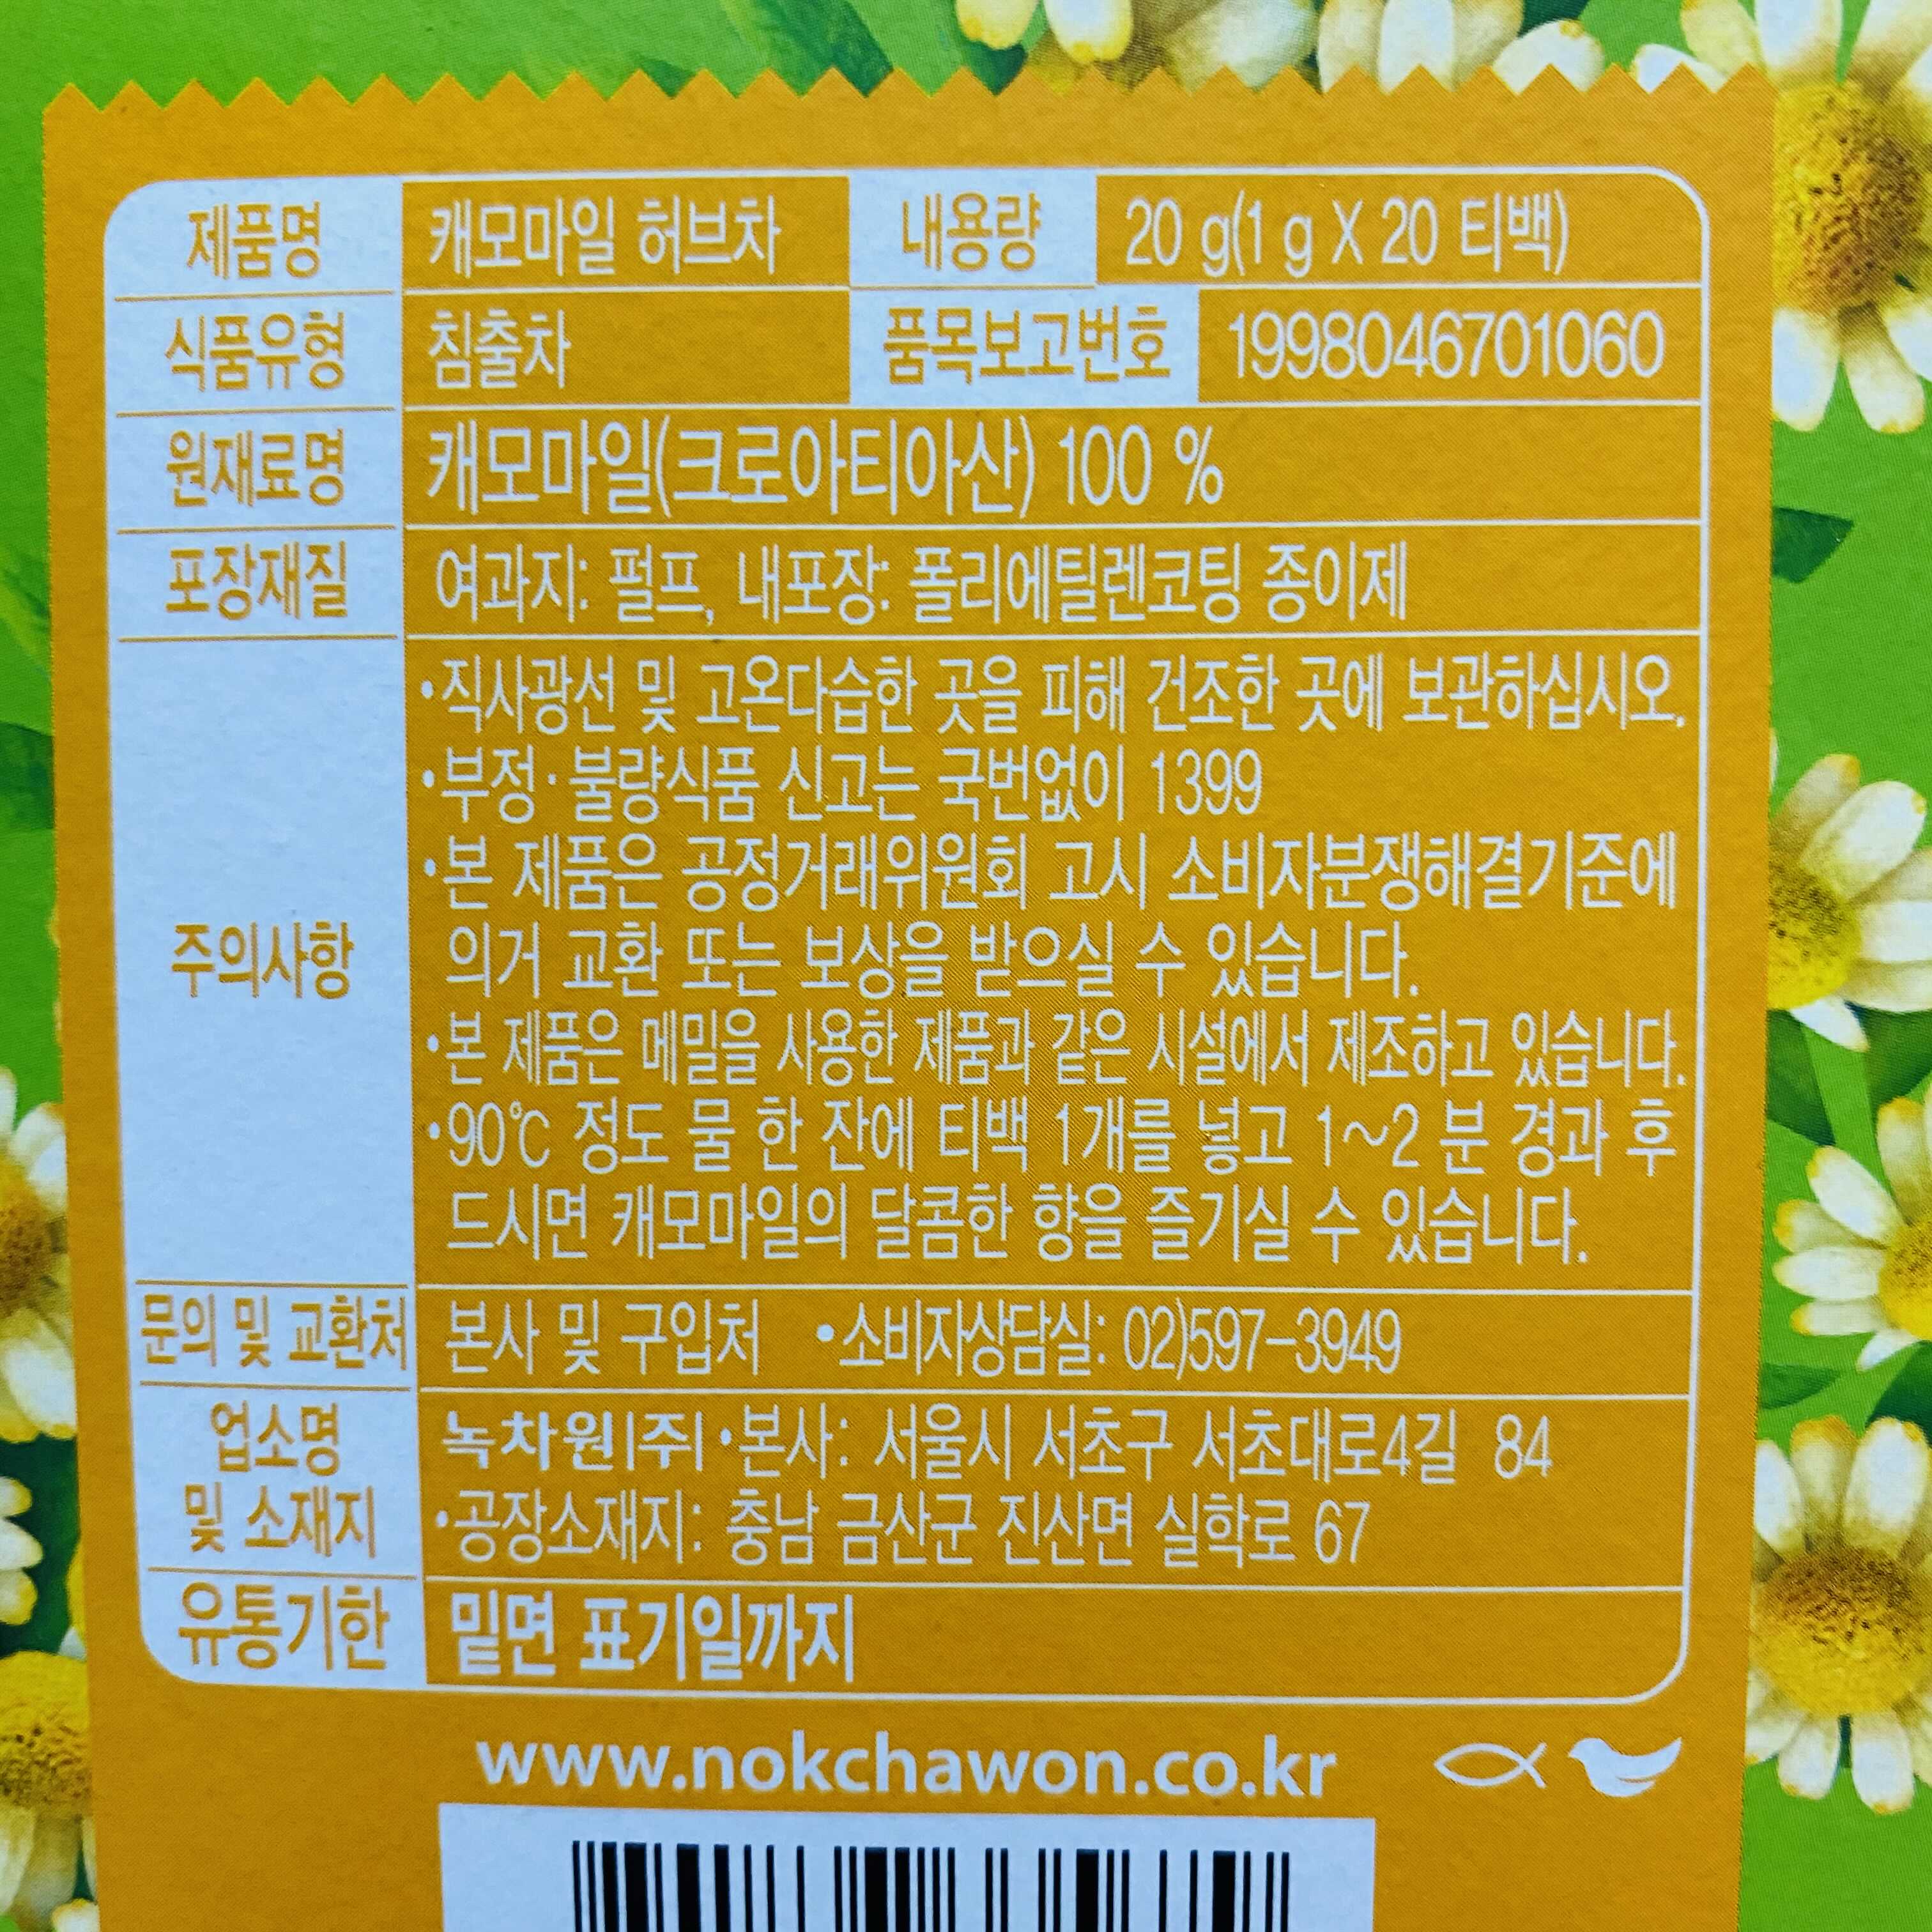 제품명 캐모마일 허브차 내용량 20 g(1 g X 20 티백)
식품유형 침출차 품목보고번호 1998046701060
원재료명 캐모마일(크로아티아산) 100 %
포장재질 여과지: 펄프, 내포장: 폴리에틸렌코팅 종이제
주의사항
•직사광선 및 고온다습한 곳을 피해 건조한 곳에 보관하십시오.
•부정·불량식품 신고는 국번없이 1399
•본 제품은 공정거래위원회 고시 소비자분쟁해결기준에
의거 교환 또는 보상을 받으실 수 있습니다.
•본 제품은 메밀을 사용한 제품과 같은 시설에서 제조하고 있습니다.
•90℃ 정도 물 한 잔에 티백 1개를 넣고 1~2 분 경과 후
드시면 캐모마일의 달콤한 향을 즐기실 수 있습니다.
문의 및 교환처 본사 및 구입처 •소비자상담실: 02)597-3949
업소명
및 소재지
녹차원|주| •본사: 서울시 서초구 서초대로4길 84
•공장소재지: 충남 금산군 진산면 실학로 67
유통기한 밑면 표기일까지
www.nokchawon.co.kr